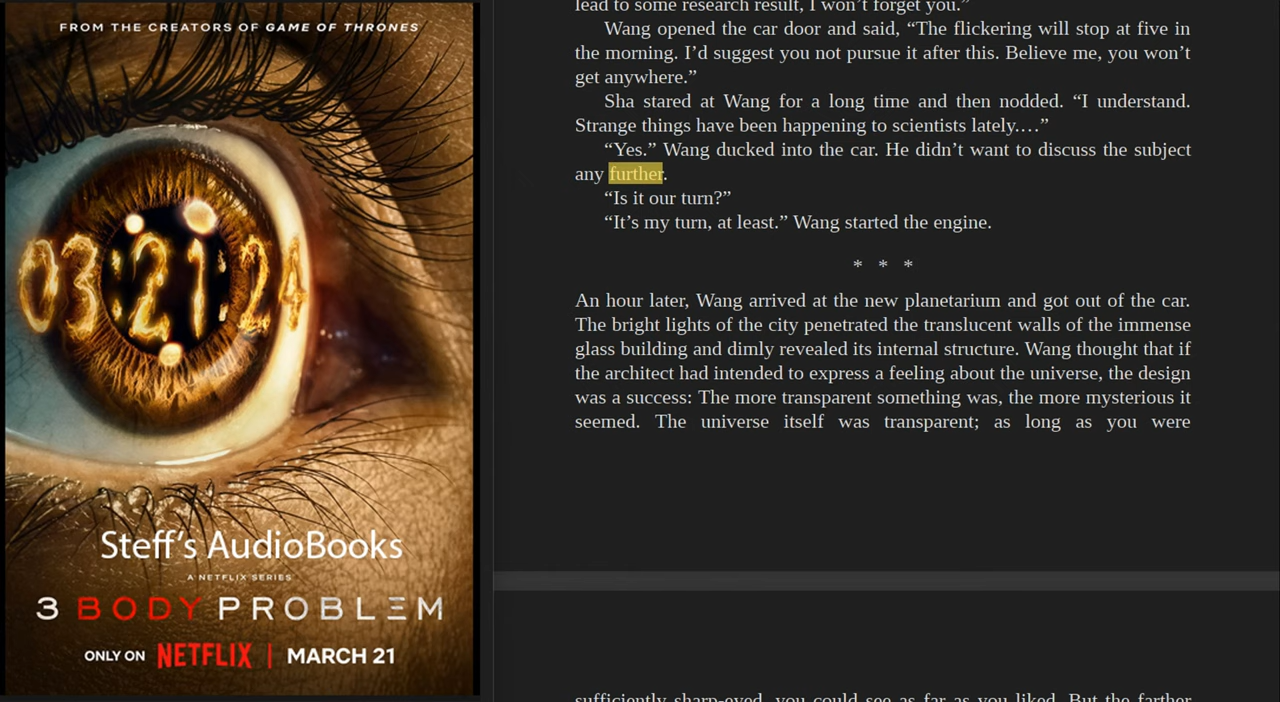 FROM THE CREATORS OF GAME OF THRONES
03:21:24
Steff's AudioBooks
A NETFLIX SERIES
3 BODY PROBLEM
ONLY ON NETFLIX | MARCH 21
lead to some research result, I won’t forget you.”
Wang opened the car door and said, “The flickering will stop at five in
the morning. I’d suggest you not pursue it after this. Believe me, you won’t
get anywhere.”
Sha stared at Wang for a long time and then nodded. “I understand.
Strange things have been happening to scientists lately.…”
“Yes.” Wang ducked into the car. He didn’t want to discuss the subject
any further.
“Is it our turn?”
“It’s my turn, at least.” Wang started the engine.
* * *
An hour later, Wang arrived at the new planetarium and got out of the car.
The bright lights of the city penetrated the translucent walls of the immense
glass building and dimly revealed its internal structure. Wang thought that if
the architect had intended to express a feeling about the universe, the design
was a success: The more transparent something was, the more mysterious it
seemed. The universe itself was transparent; as long as you were
sufficiently sharp-eyed, you could see as far as you liked. But the farther